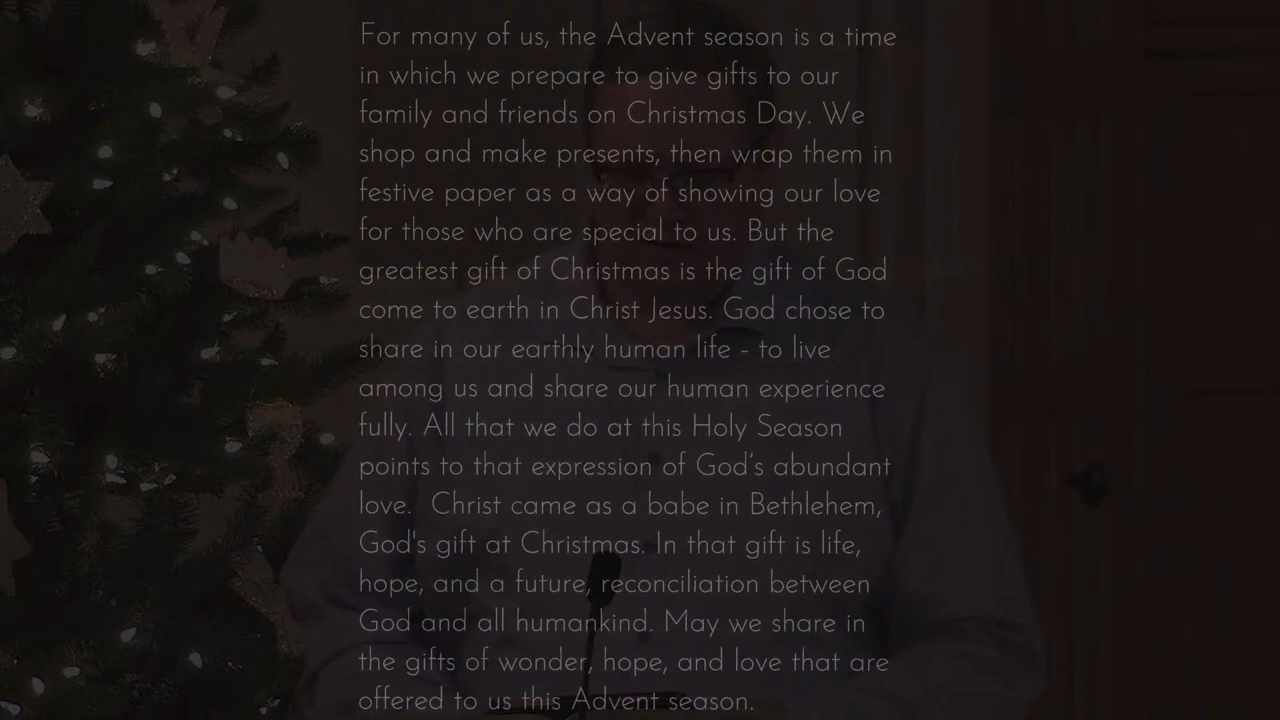 For many of us, the Advent season is a time
in which we prepare to give gifts to our
family and friends on Christmas Day. We
shop and make presents, then wrap them in
festive paper as a way of showing our love
for those who are special to us. But the
greatest gift of Christmas is the gift of God
come to earth in Christ Jesus. God chose to
share in our earthly human life - to live
among us and share our human experience
fully. All that we do at this Holy Season
points to that expression of God's abundant
love.  Christ came as a babe in Bethlehem,
God's gift at Christmas. In that gift is life,
hope, and a future, reconciliation between
God and all humankind. May we share in
the gifts of wonder, hope, and love that are
offered to us this Advent season.